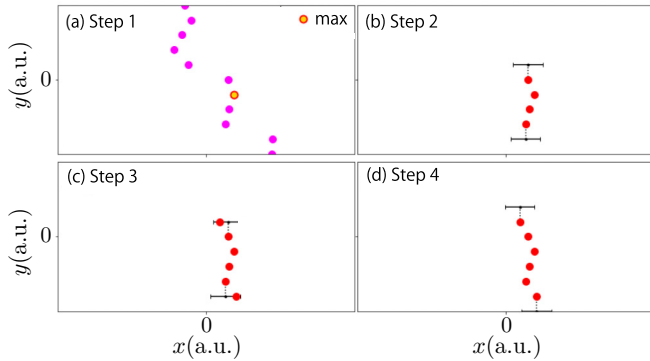 (a) Step 1
max
(b) Step 2
0
y(a.u.)
(c) Step 3
(d) Step 4
0
y(a.u.)
0
0
x(a.u.)
x(a.u.)